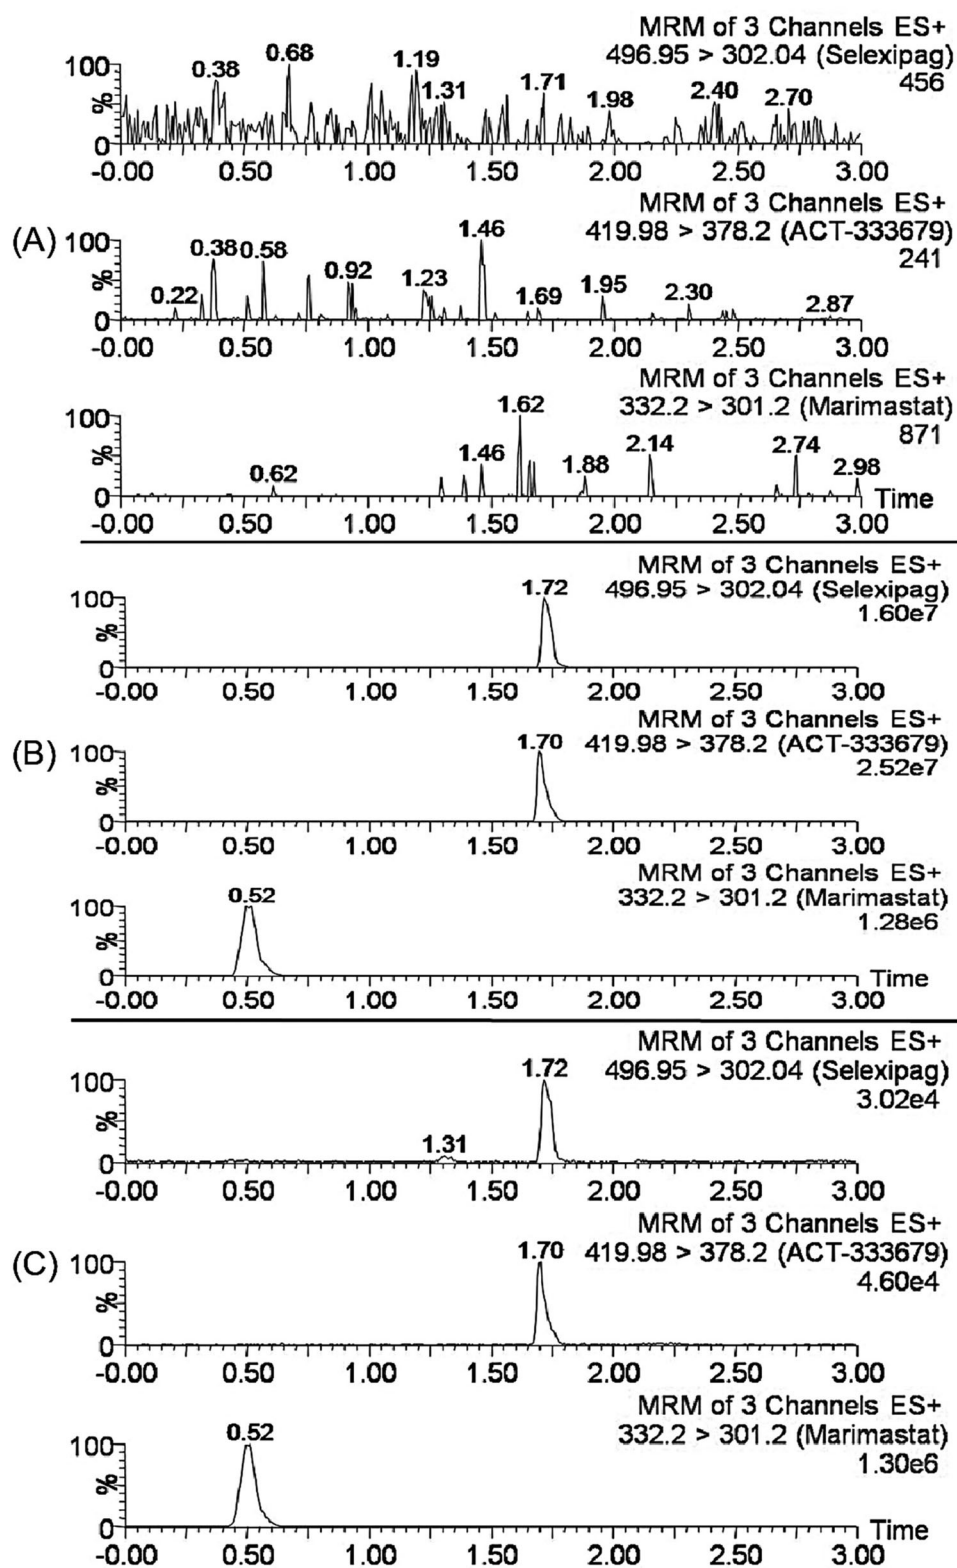 MRM of 3 Channels ES+
496.95 > 302.04 (Selexipag)
456
100
%
0
0.38 0.68 1.19 1.31 1.71 1.98 2.40 2.70
-0.00 0.50 1.00 1.50 2.00 2.50 3.00
(A)
MRM of 3 Channels ES+
419.98 > 378.2 (ACT-333679)
241
100
%
0
0.22 0.38 0.58 0.92 1.23 1.46 1.69 1.95 2.30 2.87
-0.00 0.50 1.00 1.50 2.00 2.50 3.00
MRM of 3 Channels ES+
332.2 > 301.2 (Marimastat)
871
100
%
0
0.62 1.46 1.62 1.88 2.14 2.74 2.98
Time
-0.00 0.50 1.00 1.50 2.00 2.50 3.00
MRM of 3 Channels ES+
496.95 > 302.04 (Selexipag)
1.60e7
1.72
100
%
0
-0.00 0.50 1.00 1.50 2.00 2.50 3.00
(B)
MRM of 3 Channels ES+
419.98 > 378.2 (ACT-333679)
2.52e7
1.70
100
%
0
-0.00 0.50 1.00 1.50 2.00 2.50 3.00
MRM of 3 Channels ES+
332.2 > 301.2 (Marimastat)
1.28e6
0.52
100
%
0
Time
-0.00 0.50 1.00 1.50 2.00 2.50 3.00
MRM of 3 Channels ES+
496.95 > 302.04 (Selexipag)
3.02e4
1.72
100
%
0
1.31
-0.00 0.50 1.00 1.50 2.00 2.50 3.00
(C)
MRM of 3 Channels ES+
419.98 > 378.2 (ACT-333679)
4.60e4
1.70
100
%
0
-0.00 0.50 1.00 1.50 2.00 2.50 3.00
MRM of 3 Channels ES+
332.2 > 301.2 (Marimastat)
1.30e6
0.52
100
%
0
Time
-0.00 0.50 1.00 1.50 2.00 2.50 3.00